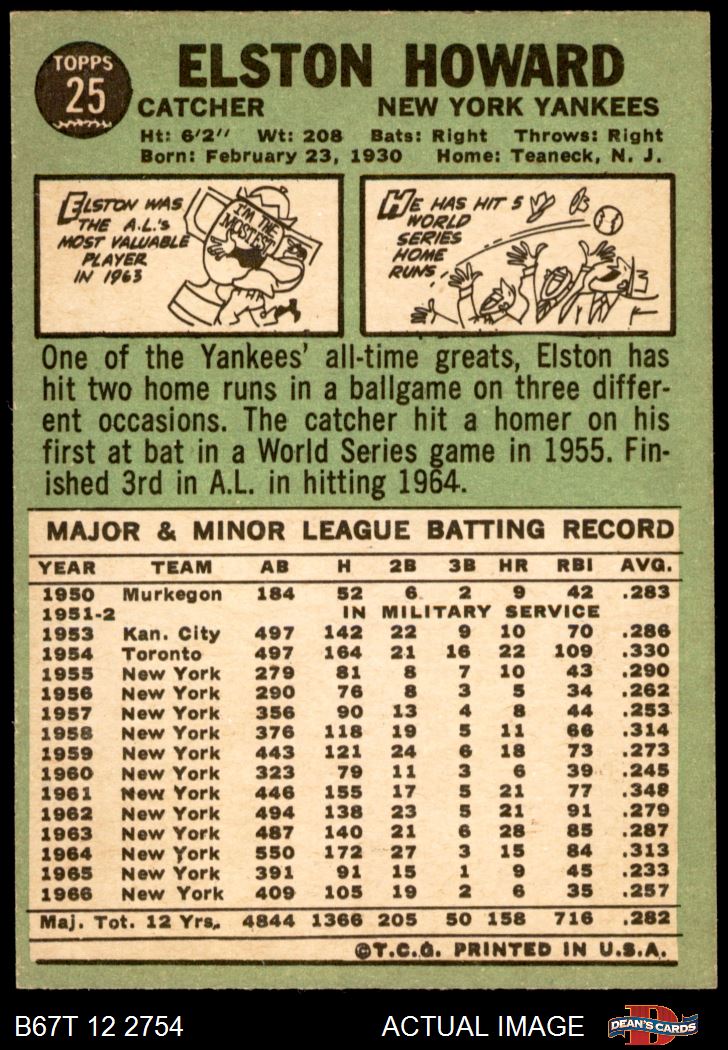 TOPPS
25
ELSTON HOWARD
CATCHER NEW YORK YANKEES
Ht: 6'2" Wt: 208 Bats: Right Throws: Right
Born: February 23, 1930 Home: Teaneck, N. J.
ELSTON WAS
THE A.L.'s
MOST VALUABLE
PLAYER
IN 1963
I'M THE
MOSTEST
HE HAS HIT 5
WORLD
SERIES
HOME
RUNS.
One of the Yankees' all-time greats, Elston has
hit two home runs in a ballgame on three differ-
ent occasions. The catcher hit a homer on his
first at bat in a World Series game in 1955. Fin-
ished 3rd in A.L. in hitting 1964.
MAJOR & MINOR LEAGUE BATTING RECORD
YEAR TEAM AB H 2B 3B HR RBI AVG.
1950 Murkegon 184 52 6 2 9 42 .283
1951-2 IN MILITARY SERVICE
1953 Kan. City 497 142 22 9 10 70 .286
1954 Toronto 497 164 21 16 22 109 .330
1955 New York 279 81 8 7 10 43 .290
1956 New York 290 76 8 3 5 34 .262
1957 New York 356 90 13 4 8 44 .253
1958 New York 376 118 19 5 11 66 .314
1959 New York 443 121 24 6 18 73 .273
1960 New York 323 79 11 3 6 39 .245
1961 New York 446 155 17 5 21 77 .348
1962 New York 494 138 23 5 21 91 .279
1963 New York 487 140 21 6 28 85 .287
1964 New York 550 172 27 3 15 84 .313
1965 New York 391 91 15 1 9 45 .233
1966 New York 409 105 19 2 6 35 .257
Maj. Tot. 12 Yrs. 4844 1366 205 50 158 716 .282
©T.C.G. PRINTED IN U.S.A.
B67T 12 2754 ACTUAL IMAGE DEAN'S CARDS